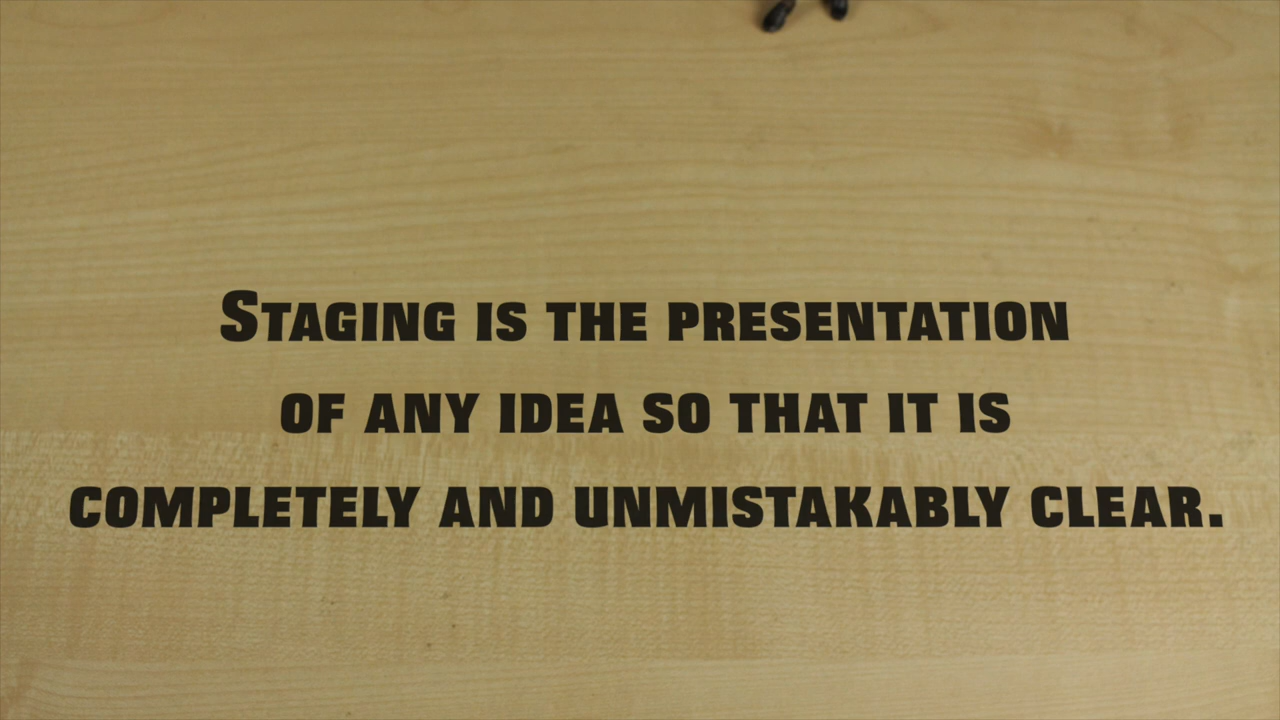 Staging is the presentation
of any idea so that it is
completely and unmistakably clear.